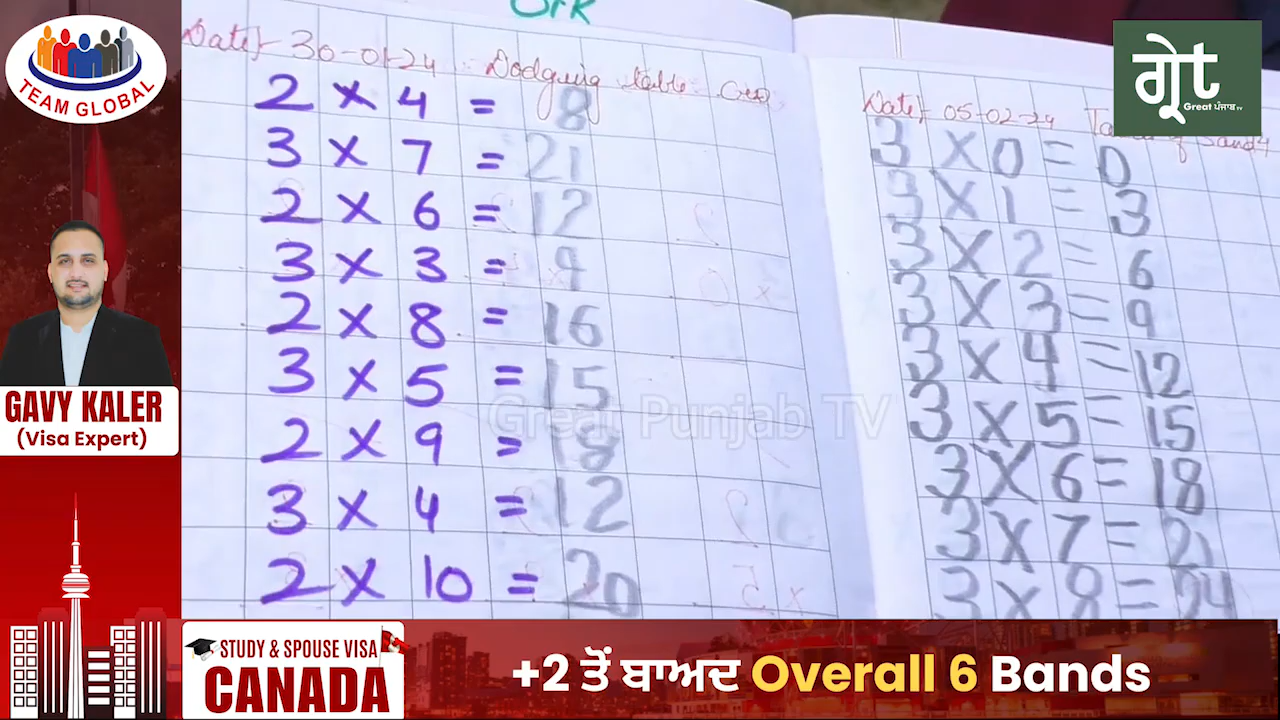 TEAM GLOBAL
GAVY KALER
(Visa Expert)
Date:- 30-01-24 Dodging table
2 × 4 = 8
3 × 7 = 21
2 × 6 = 12
3 × 3 = 9
2 × 8 = 16
3 × 5 = 15
2 × 9 = 18
3 × 4 = 12
2 × 10 = 20
Date:- 05-02-24
3 × 0 = 0
3 × 1 = 3
3 × 2 = 6
3 × 3 = 9
3 × 4 = 12
3 × 5 = 15
3 × 6 = 18
3 × 7 = 21
3 × 8 = 24
ਗ੍ਰੇਟ
Great ਪੰਜਾਬ TV
Great Punjab TV
STUDY & SPOUSE VISA
CANADA
+2 ਤੋਂ ਬਾਅਦ Overall 6 Bands